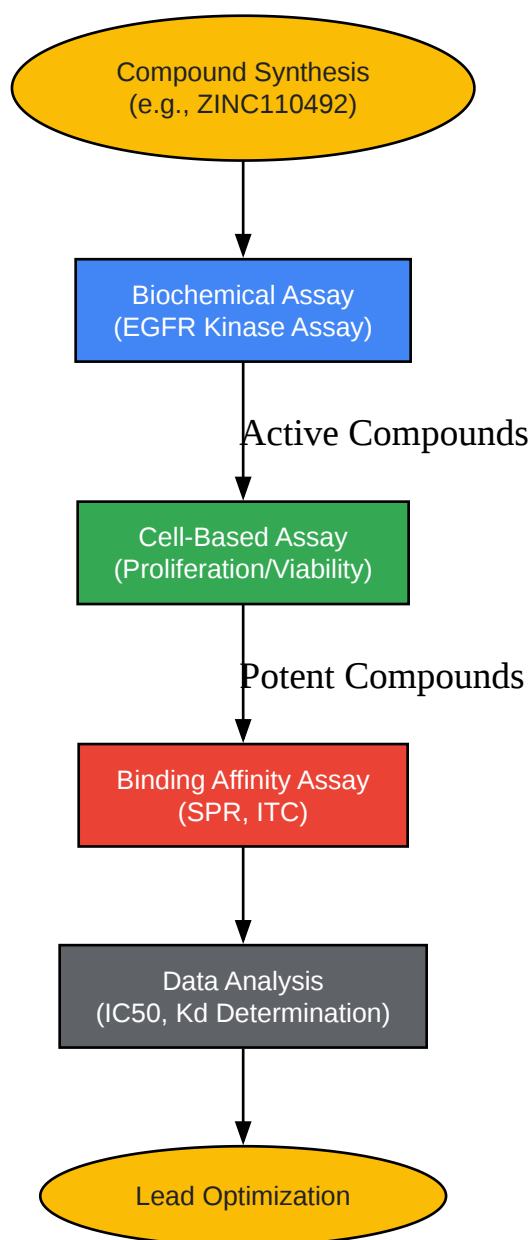 Compound Synthesis
(e.g., ZINC110492)
Biochemical Assay
(EGFR Kinase Assay)
Active Compounds
Cell-Based Assay
(Proliferation/Viability)
Potent Compounds
Binding Affinity Assay
(SPR, ITC)
Data Analysis
(IC50, Kd Determination)
Lead Optimization